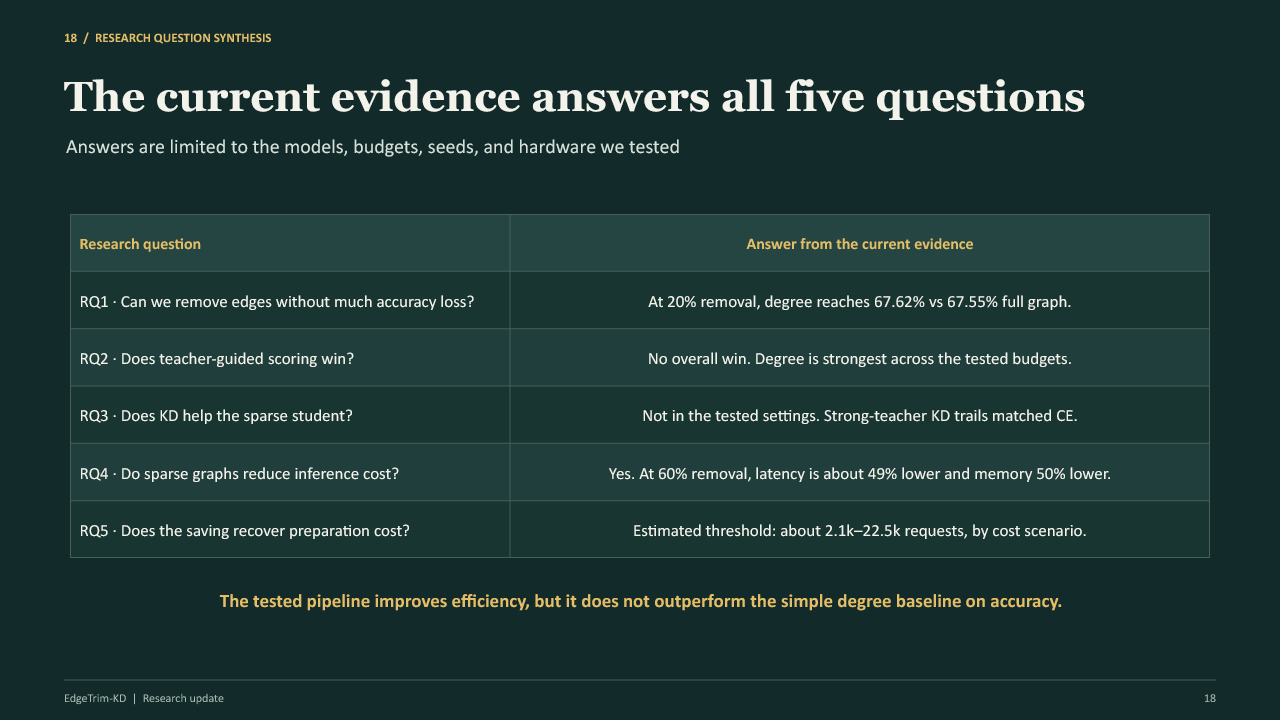 18 / RESEARCH QUESTION SYNTHESIS
The current evidence answers all five questions
Answers are limited to the models, budgets, seeds, and hardware we tested
Research question
Answer from the current evidence
RQ1 · Can we remove edges without much accuracy loss?
At 20% removal, degree reaches 67.62% vs 67.55% full graph.
RQ2 · Does teacher-guided scoring win?
No overall win. Degree is strongest across the tested budgets.
RQ3 · Does KD help the sparse student?
Not in the tested settings. Strong-teacher KD trails matched CE.
RQ4 · Do sparse graphs reduce inference cost?
Yes. At 60% removal, latency is about 49% lower and memory 50% lower.
RQ5 · Does the saving recover preparation cost?
Estimated threshold: about 2.1k–22.5k requests, by cost scenario.
The tested pipeline improves efficiency, but it does not outperform the simple degree baseline on accuracy.
EdgeTrim-KD | Research update
18